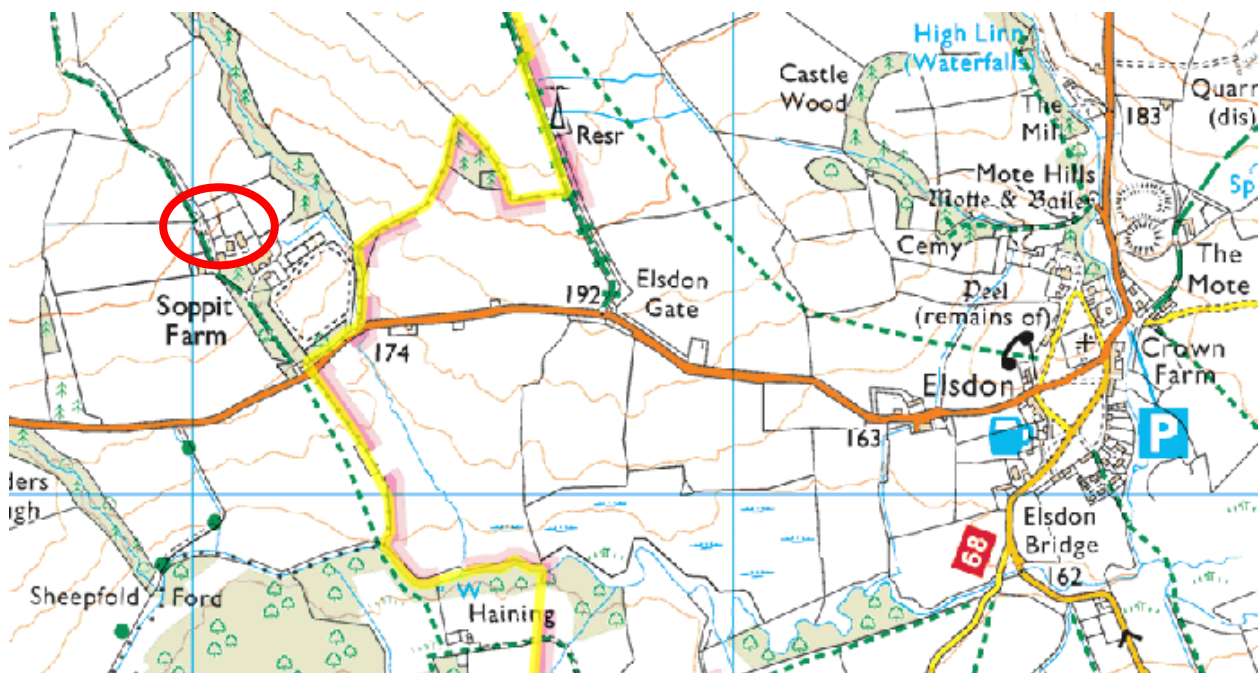 High Linn
(Waterfalls)
Castle
Wood
The
Mill
183
Quarr
(dis)
Resr
Mote Hills
Motte & Bailey
Sp
Cemy
The
Mote
Soppit
Farm
192
Elsdon
Gate
Peel
(remains of)
174
Crown
Farm
Elsdon
163
P
ders
gh
Elsdon
Bridge
68
162
Sheepfold
Ford
W
Haining